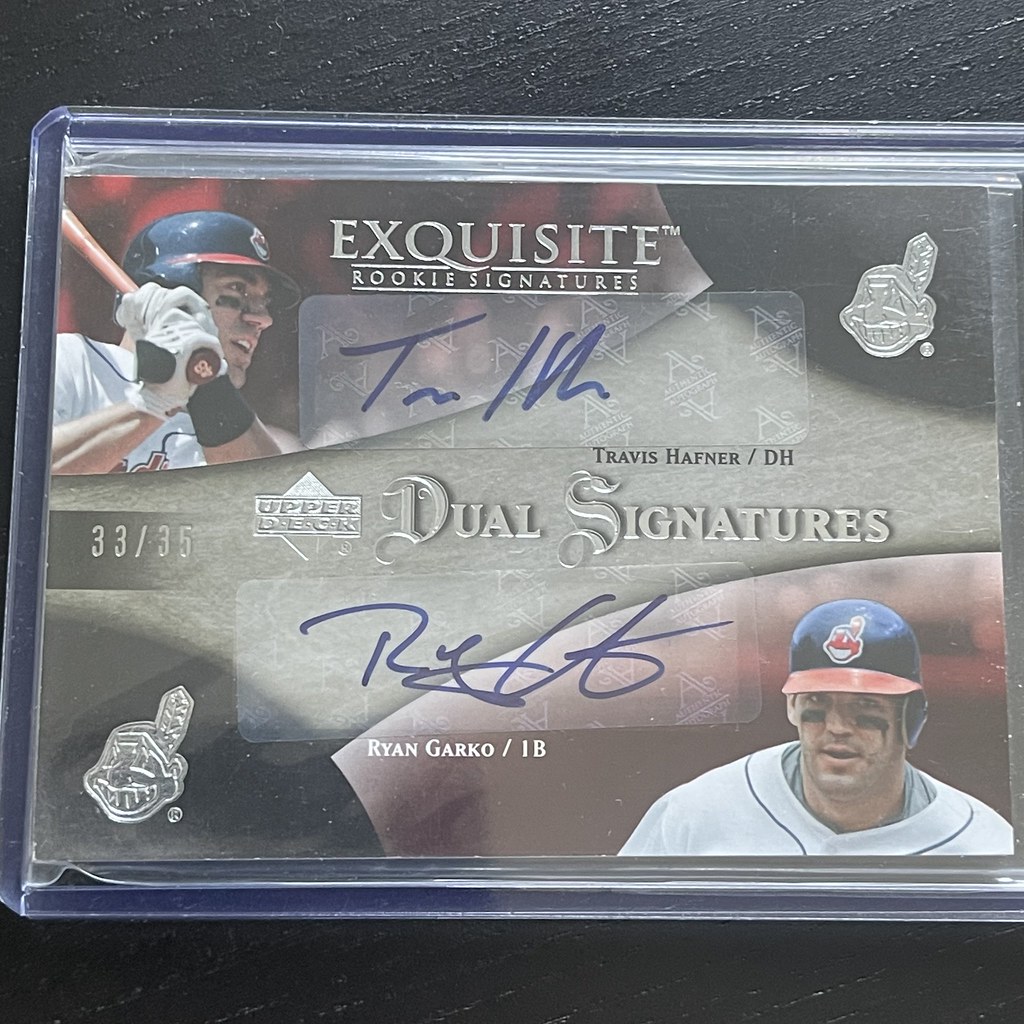 EXQUISITE™
ROOKIE SIGNATURES
TRAVIS HAFNER / DH
UPPER
DECK
®
DUAL SIGNATURES
33/35
RYAN GARKO / 1B
®
®